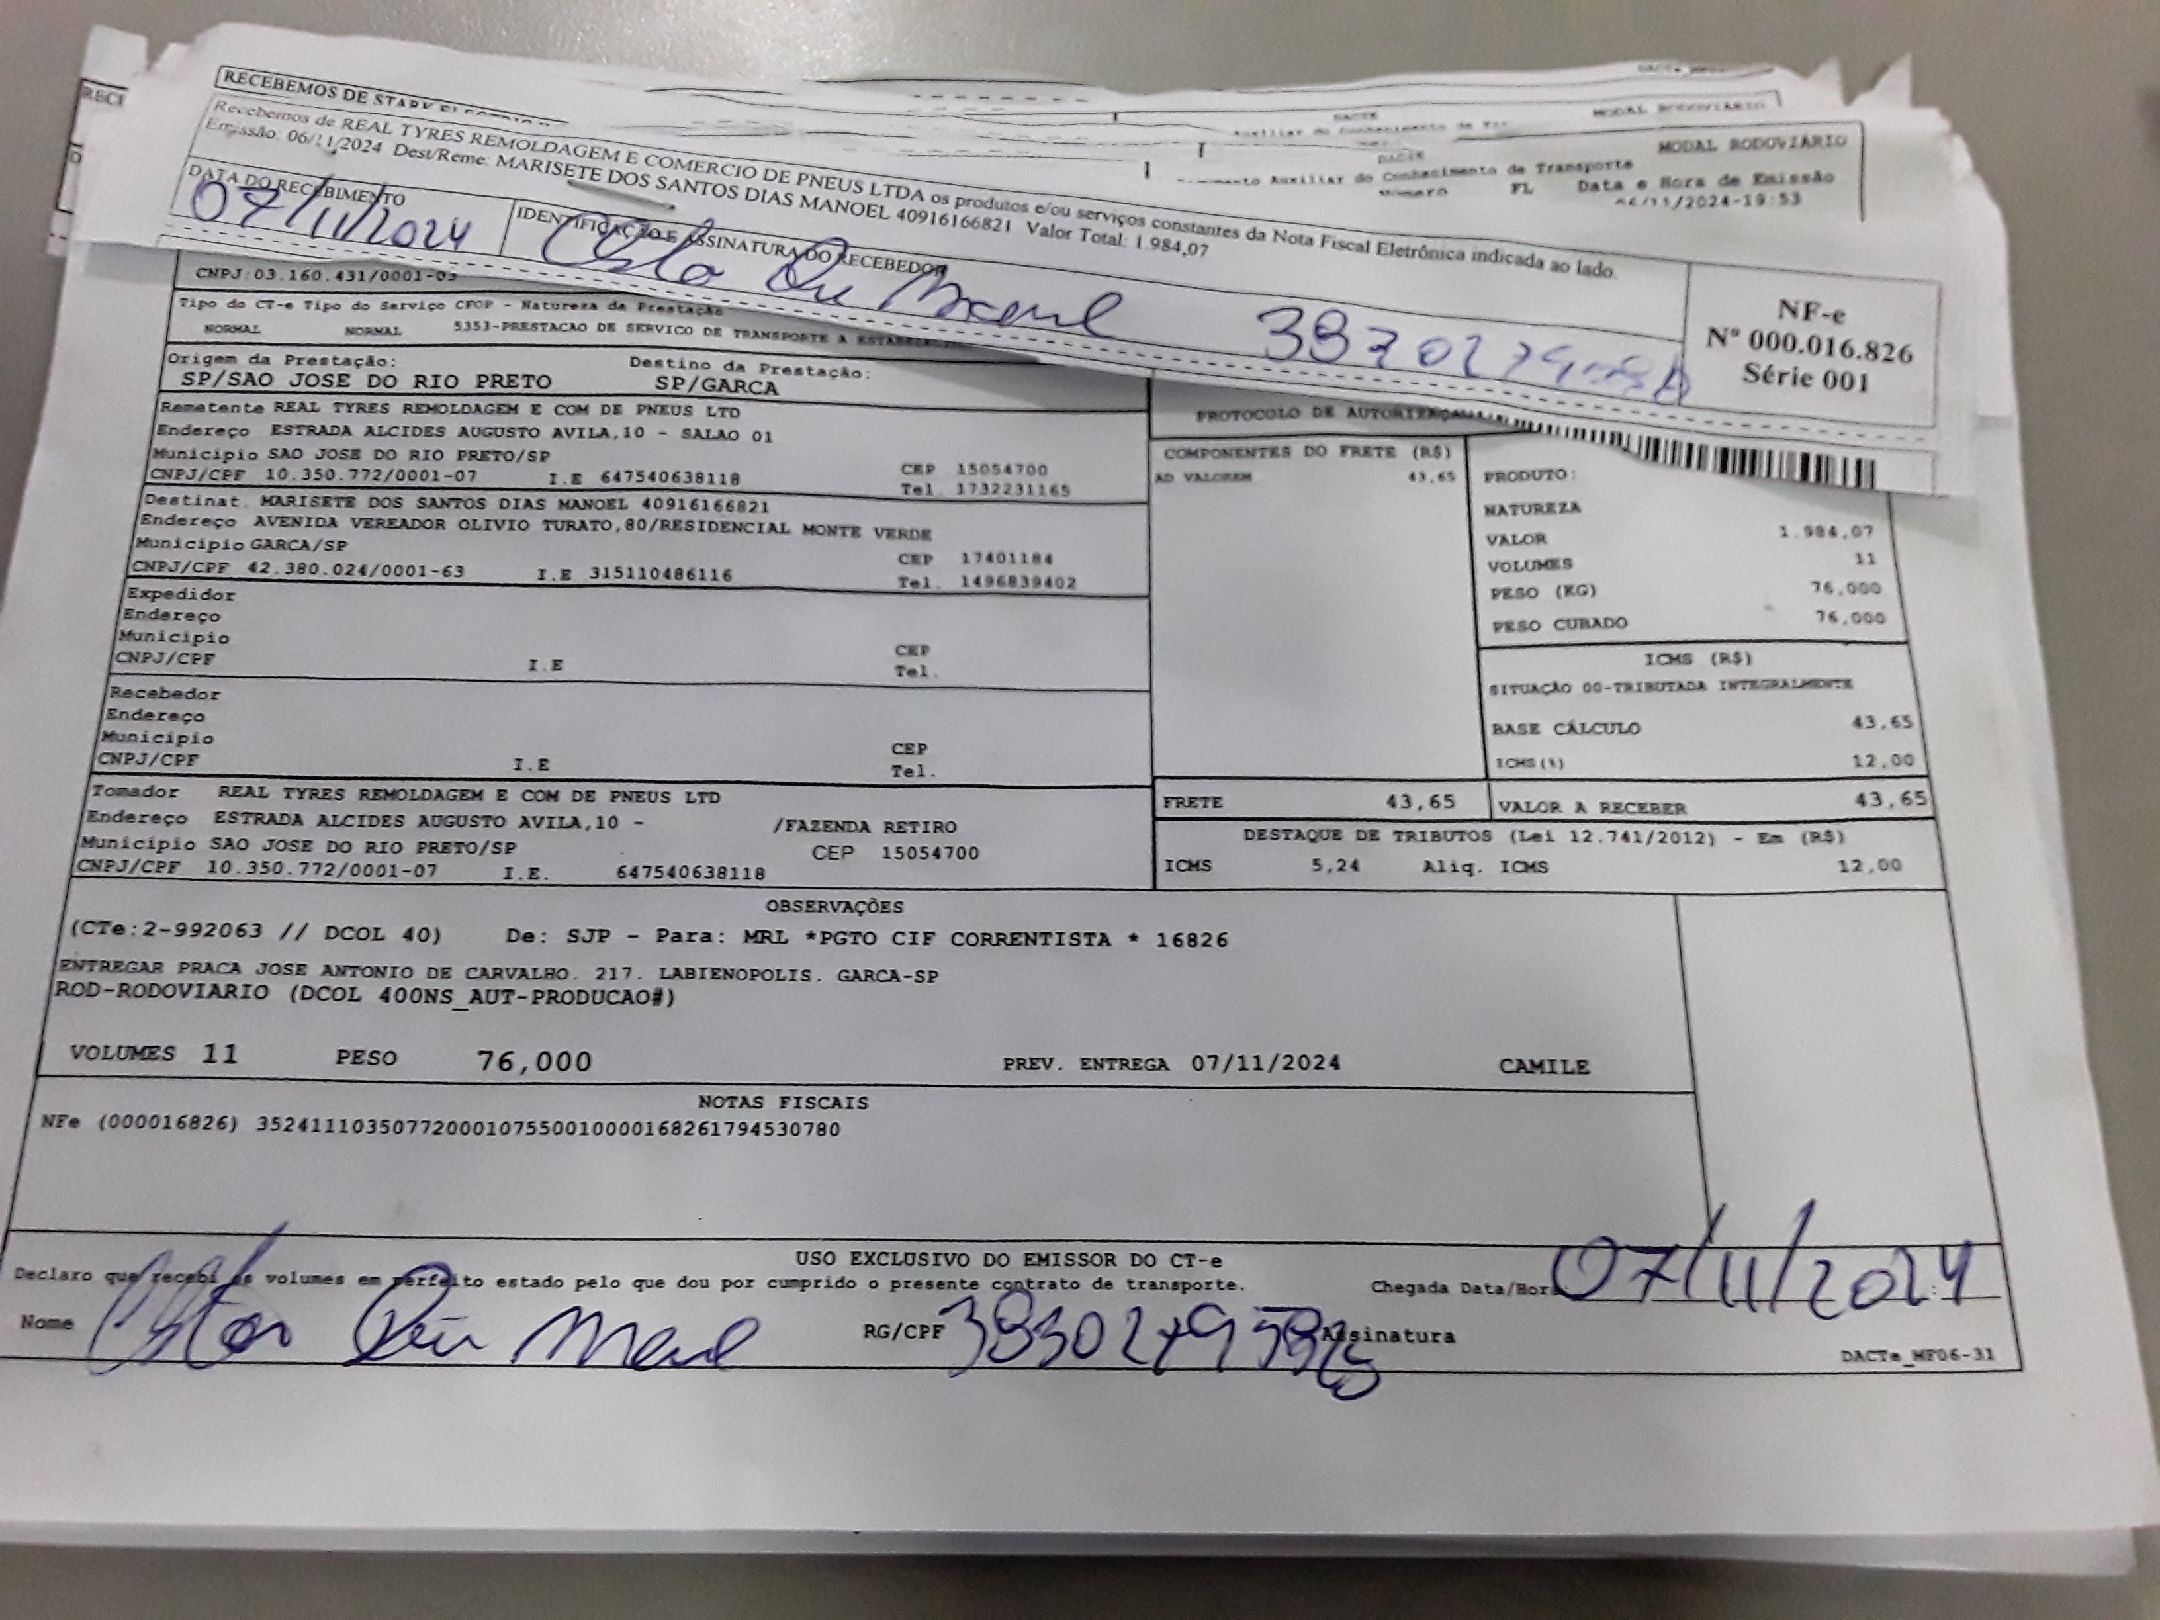 RECEBEMOS DE STARK
RECI
MODAL RODOVIARIO
MODAL RODOVIÁRIO
Auxiliar do Conhecimento de Transporte
FL Data e Hora de Emissão
/11/2024-19:53
Recebemos de REAL TYRES REMOLDAGEM E COMERCIO DE PNEUS LTDA os produtos e/ou serviços constantes da Nota Fiscal Eletrônica indicada ao lado.
Emissão: 06/11/2024 Dest/Reme: MARISETE DOS SANTOS DIAS MANOEL 40916166821 Valor Total: 1.984,07
DATA DO RECEBIMENTO
07/11/2024
IDENTIFICAÇÃO E ASSINATURA DO RECEBEDOR
NF-e
Nº 000.016.826
Série 001
CNPJ:03.160.431/0001-05
Tipo do CT-e Tipo do Serviço CFOP - Natureza da Prestação
NORMAL NORMAL 5353-PRESTACAO DE SERVICO DE TRANSPORTE A
Origem da Prestação: Destino da Prestação:
SP/SAO JOSE DO RIO PRETO SP/GARCA
Remetente REAL TYRES REMOLDAGEM E COM DE PNEUS LTD
Endereço ESTRADA ALCIDES AUGUSTO AVILA,10 - SALAO 01
Municipio SAO JOSE DO RIO PRETO/SP CEP 15054700
CNPJ/CPF 10.350.772/0001-07 I.E 647540638118 Tel. 1732231165
Destinat. MARISETE DOS SANTOS DIAS MANOEL 40916166821
Endereço AVENIDA VEREADOR OLIVIO TURATO,80/RESIDENCIAL MONTE VERDE
Municipio GARCA/SP CEP 17401184
CNPJ/CPF 42.380.024/0001-63 I.E 315110486116 Tel. 1496839402
Expedidor
Endereço
Municipio CEP
CNPJ/CPF I.E Tel.
Recebedor
Endereço
Municipio CEP
CNPJ/CPF I.E Tel.
Tomador REAL TYRES REMOLDAGEM E COM DE PNEUS LTD
Endereço ESTRADA ALCIDES AUGUSTO AVILA,10 - /FAZENDA RETIRO
Municipio SAO JOSE DO RIO PRETO/SP CEP 15054700
CNPJ/CPF 10.350.772/0001-07 I.E. 647540638118
PROTOCOLO DE
COMPONENTES DO FRETE (R$)
AD VALOREM 43,65
PRODUTO:
NATUREZA
VALOR 1.984,07
VOLUMES 11
PESO (KG) 76,000
PESO CUBADO 76,000
ICMS (R$)
SITUAÇÃO 00-TRIBUTADA INTEGRALMENTE
BASE CÁLCULO 43,65
ICMS(%) 12,00
FRETE 43,65 VALOR A RECEBER 43,65
DESTAQUE DE TRIBUTOS (Lei 12.741/2012) - Em (R$)
ICMS 5,24 Aliq. ICMS 12,00
OBSERVAÇÕES
(CTe:2-992063 // DCOL 40) De: SJP - Para: MRL *PGTO CIF CORRENTISTA * 16826
ENTREGAR PRACA JOSE ANTONIO DE CARVALHO. 217. LABIENOPOLIS. GARCA-SP
ROD-RODOVIARIO (DCOL 400NS_AUT-PRODUCAO#)
VOLUMES 11 PESO 76,000 PREV. ENTREGA 07/11/2024 CAMILE
NOTAS FISCAIS
NFe (000016826) 35241110350772000107550010000168261794530780
USO EXCLUSIVO DO EMISSOR DO CT-e
Declaro que recebi os volumes em perfeito estado pelo que dou por cumprido o presente contrato de transporte. Chegada Data/Hora 07/11/2024
Nome RG/CPF Assinatura
DACTe_MF06-31